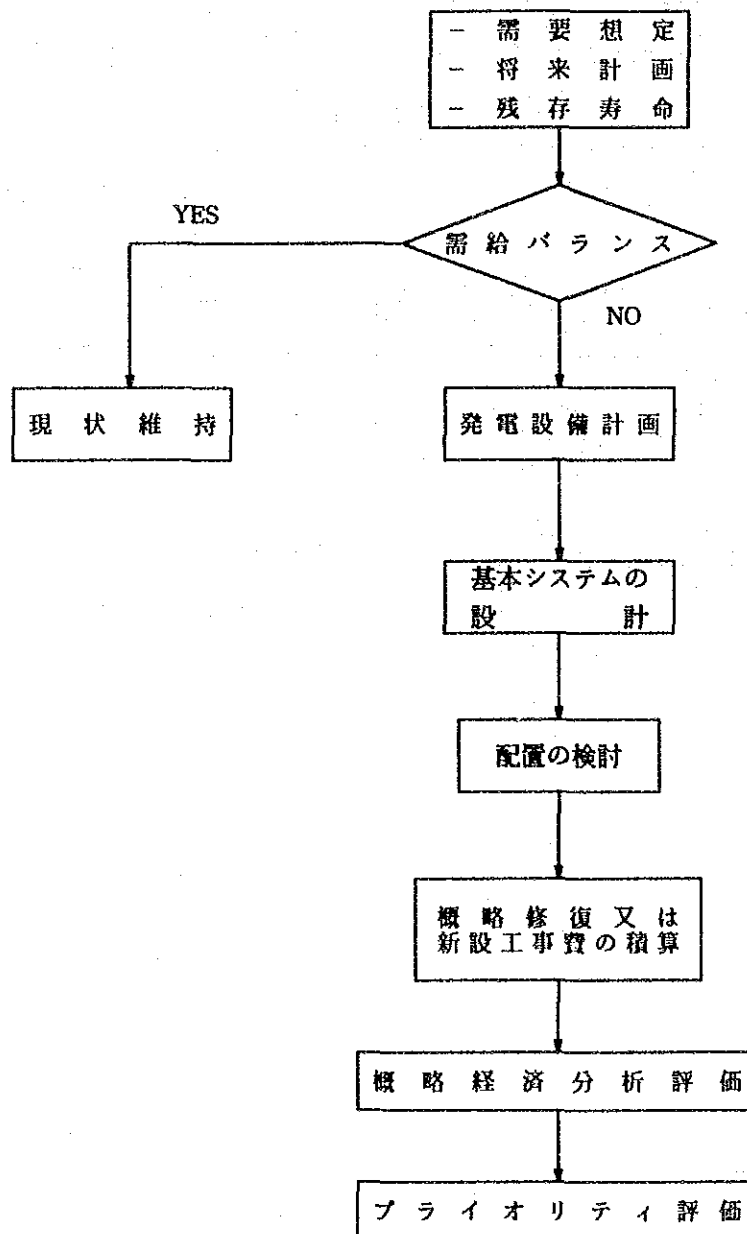 - 需要想定
- 将来計画
- 残存寿命
需給バランス
YES
NO
現状維持
発電設備計画
基本システムの
設計
配置の検討
概略修復又は
新設工事費の積算
概略経済分析評価
プライオリティ評価